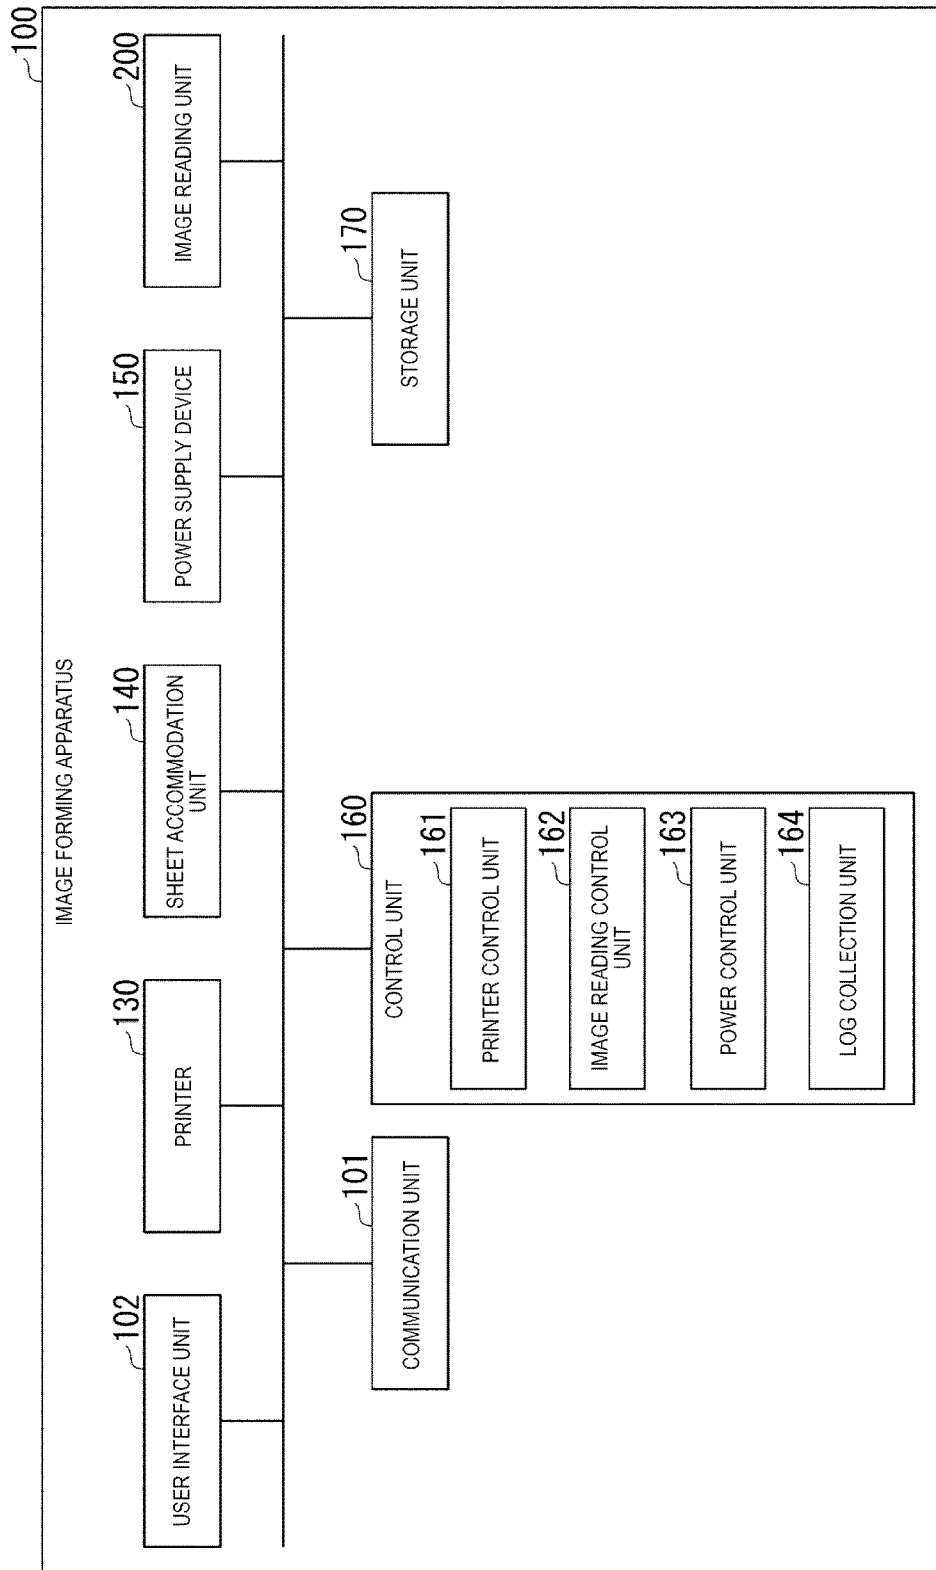 100
IMAGE FORMING APPARATUS
102
USER INTERFACE UNIT
130
PRINTER
140
SHEET ACCOMMODATION
UNIT
150
POWER SUPPLY DEVICE
200
IMAGE READING UNIT
101
COMMUNICATION UNIT
160
CONTROL UNIT
161
PRINTER CONTROL UNIT
162
IMAGE READING CONTROL
UNIT
163
POWER CONTROL UNIT
164
LOG COLLECTION UNIT
170
STORAGE UNIT